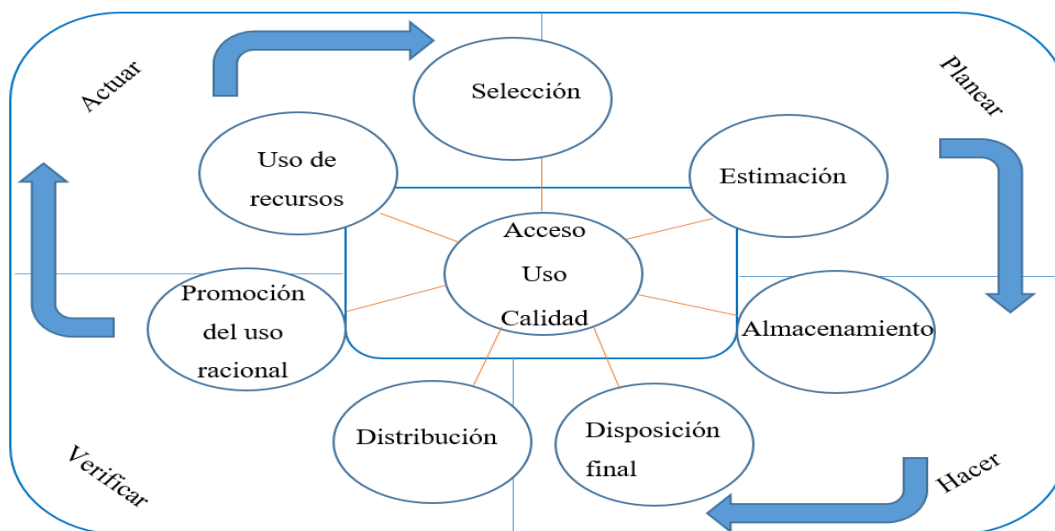 Actuar
Planear
Selección
Uso de
recursos
Estimación
Acceso
Uso
Calidad
Promoción
del uso
racional
Almacenamiento
Distribución
Disposición
final
Verificar
Hacer